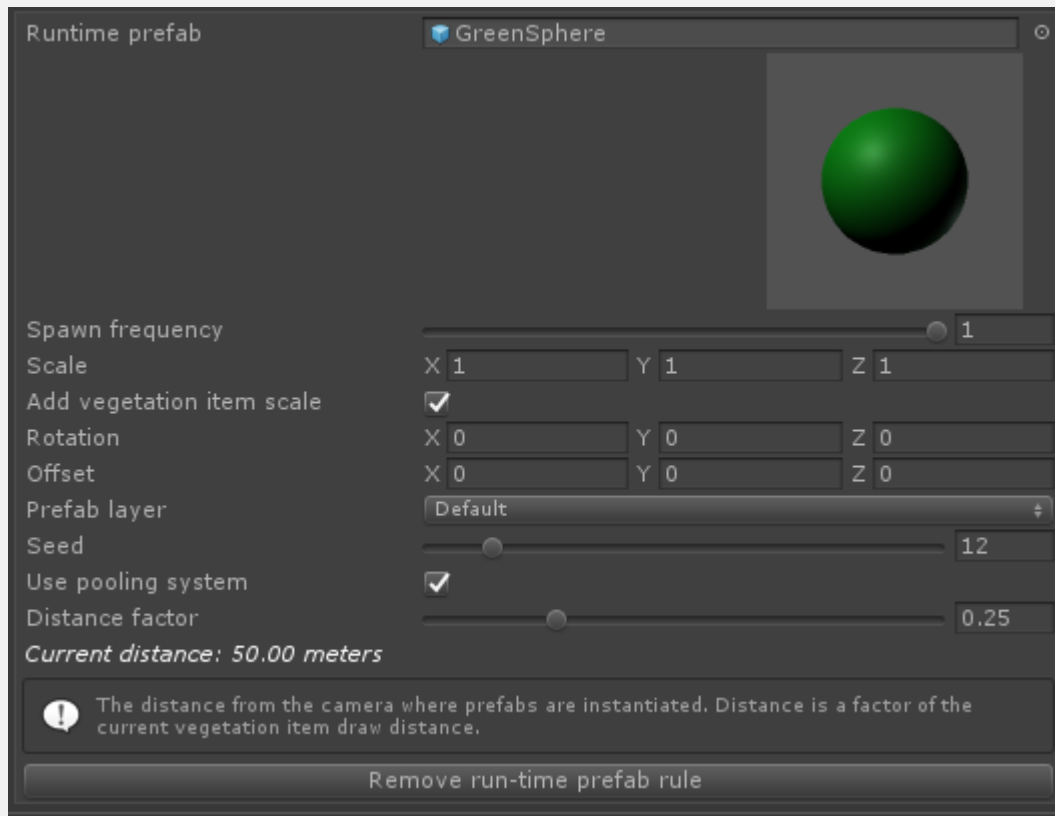 Runtime prefab GreenSphere
Spawn frequency 1
Scale X 1 Y 1 Z 1
Add vegetation item scale
Rotation X 0 Y 0 Z 0
Offset X 0 Y 0 Z 0
Prefab layer Default
Seed 12
Use pooling system
Distance factor 0.25
Current distance: 50.00 meters
The distance from the camera where prefabs are instantiated. Distance is a factor of the
current vegetation item draw distance.
Remove run-time prefab rule